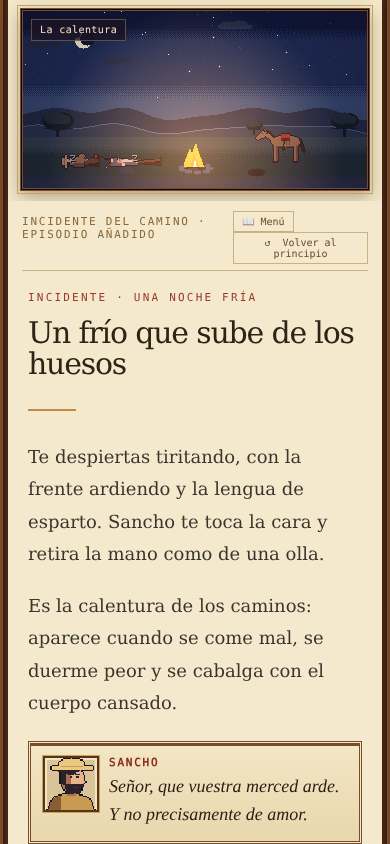 La calentura
INCIDENTE DEL CAMINO ·
EPISODIO AÑADIDO
📖 Menú
↺ Volver al
principio
INCIDENTE · UNA NOCHE FRÍA
Un frío que sube de los
huesos
Te despiertas tiritando, con la
frente ardiendo y la lengua de
esparto. Sancho te toca la cara y
retira la mano como de una olla.
Es la calentura de los caminos:
aparece cuando se come mal, se
duerme peor y se cabalga con el
cuerpo cansado.
SANCHO
Señor, que vuestra merced arde.
Y no precisamente de amor.